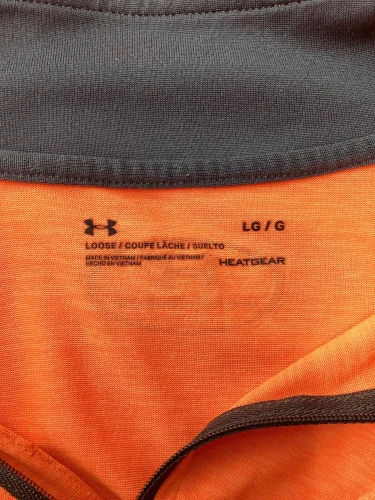 LG / G
LOOSE / COUPE LÂCHE / SUELTO
MADE IN VIETNAM / FABRIQUÉ AU VIETNAM /
HECHO EN VIETNAM
HEATGEAR